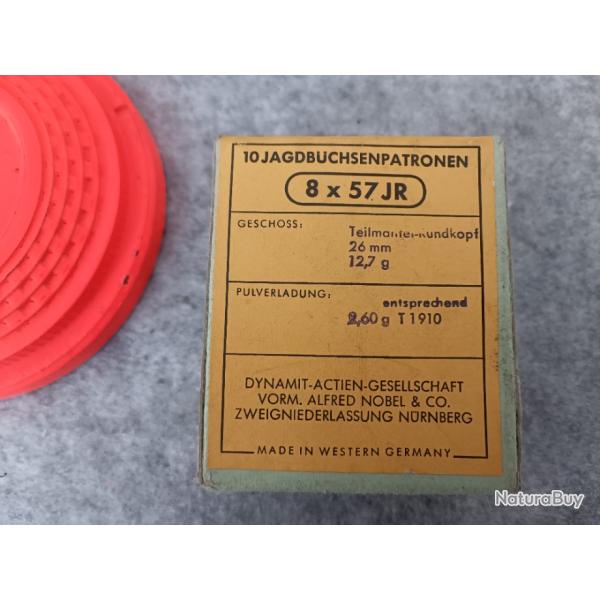 10 JAGDBUCHSENPATRONEN
8 x 57 JR
GESCHOSS:
Teilmantel-Rundkopf
26 mm
12,7 g
PULVERLADUNG:
entsprechend
2,60 g T 1910
DYNAMIT-ACTIEN-GESELLSCHAFT
VORM. ALFRED NOBEL & CO.
ZWEIGNIEDERLASSUNG NÜRNBERG
MADE IN WESTERN GERMANY
NaturaBuy